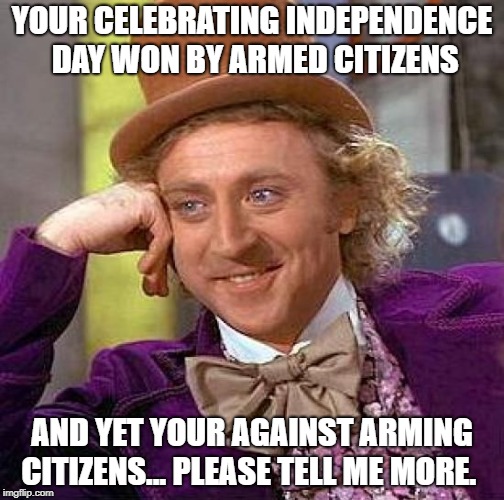 YOUR CELEBRATING INDEPENDENCE
DAY WON BY ARMED CITIZENS
AND YET YOUR AGAINST ARMING
CITIZENS... PLEASE TELL ME MORE.
imgflip.com